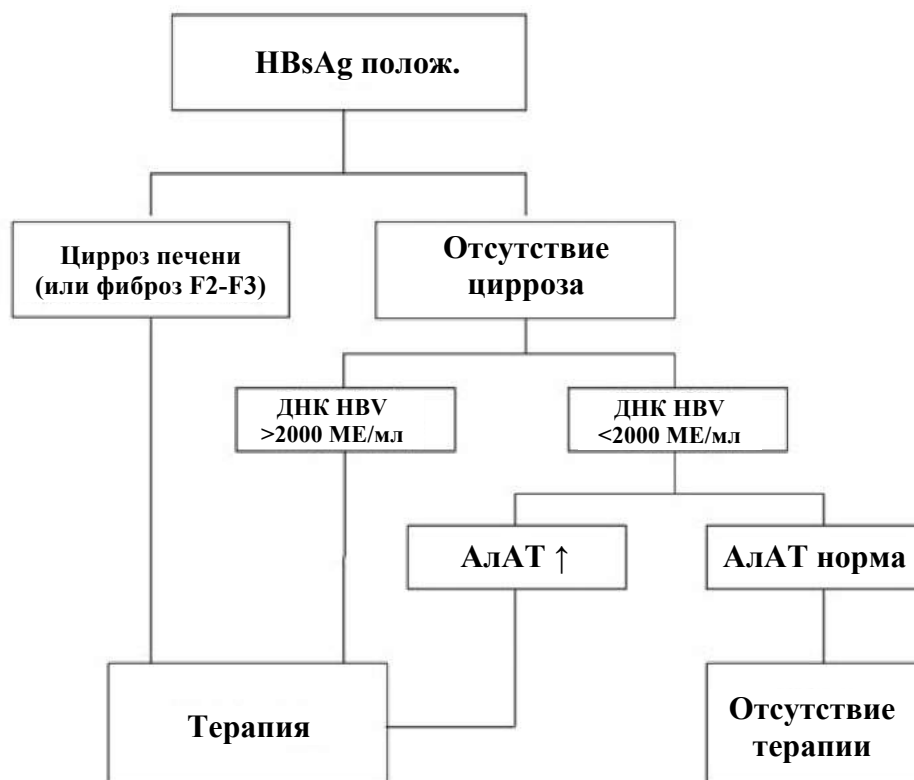 HBsAg полож.
Цирроз печени
(или фиброз F2-F3)
Отсутствие
цирроза
ДНК HBV
>2000 МЕ/мл
ДНК HBV
<2000 МЕ/мл
АлАТ ↑
АлАТ норма
Терапия
Отсутствие
терапии